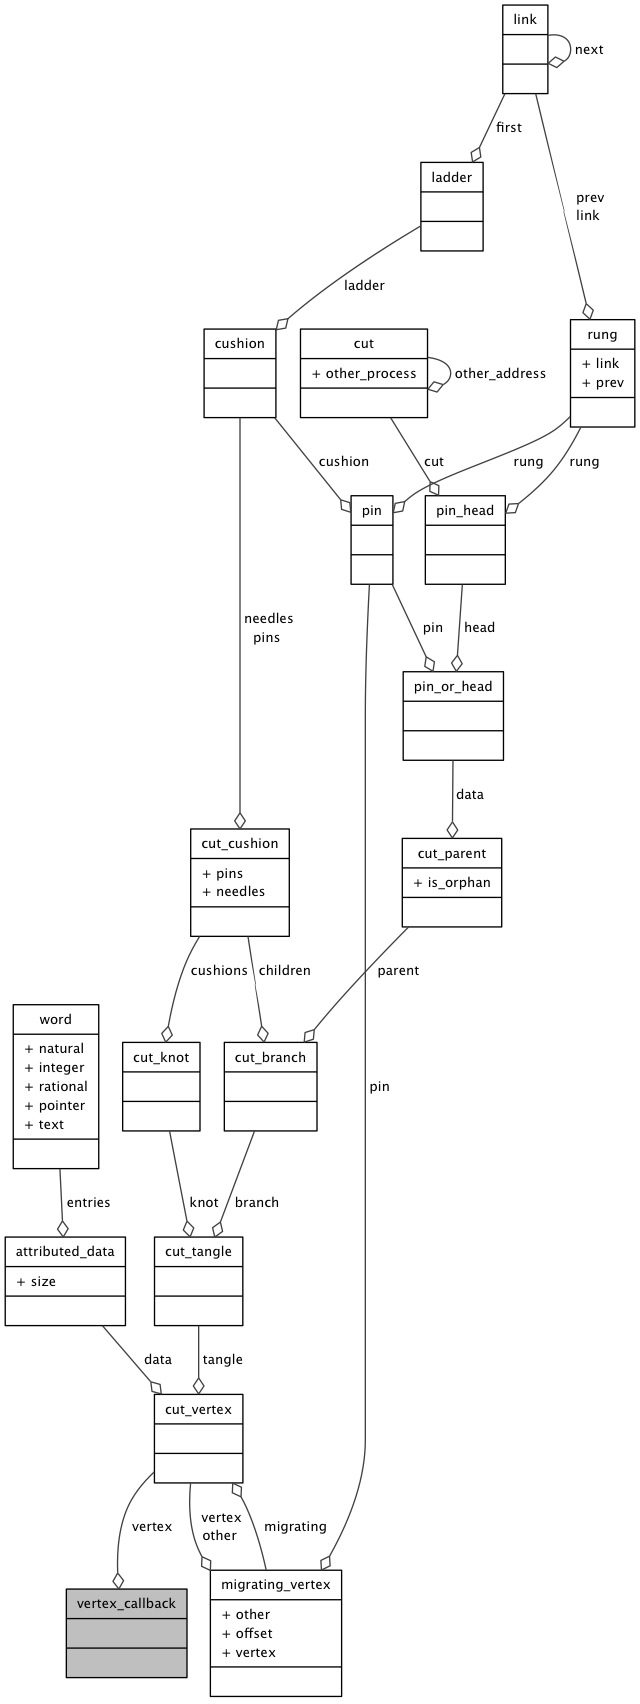 link
next
first
ladder
prev
link
ladder
rung
+ link
+ prev
cushion
cut
+ other_process
other_address
cushion
cut
rung
rung
pin
pin_head
needles
pins
pin
head
pin_or_head
data
cut_cushion
+ pins
+ needles
cut_parent
+ is_orphan
cushions
children
parent
word
+ natural
+ integer
+ rational
+ pointer
+ text
cut_knot
cut_branch
pin
entries
knot
branch
attributed_data
+ size
cut_tangle
data
tangle
cut_vertex
vertex
vertex
other
migrating
vertex_callback
migrating_vertex
+ other
+ offset
+ vertex